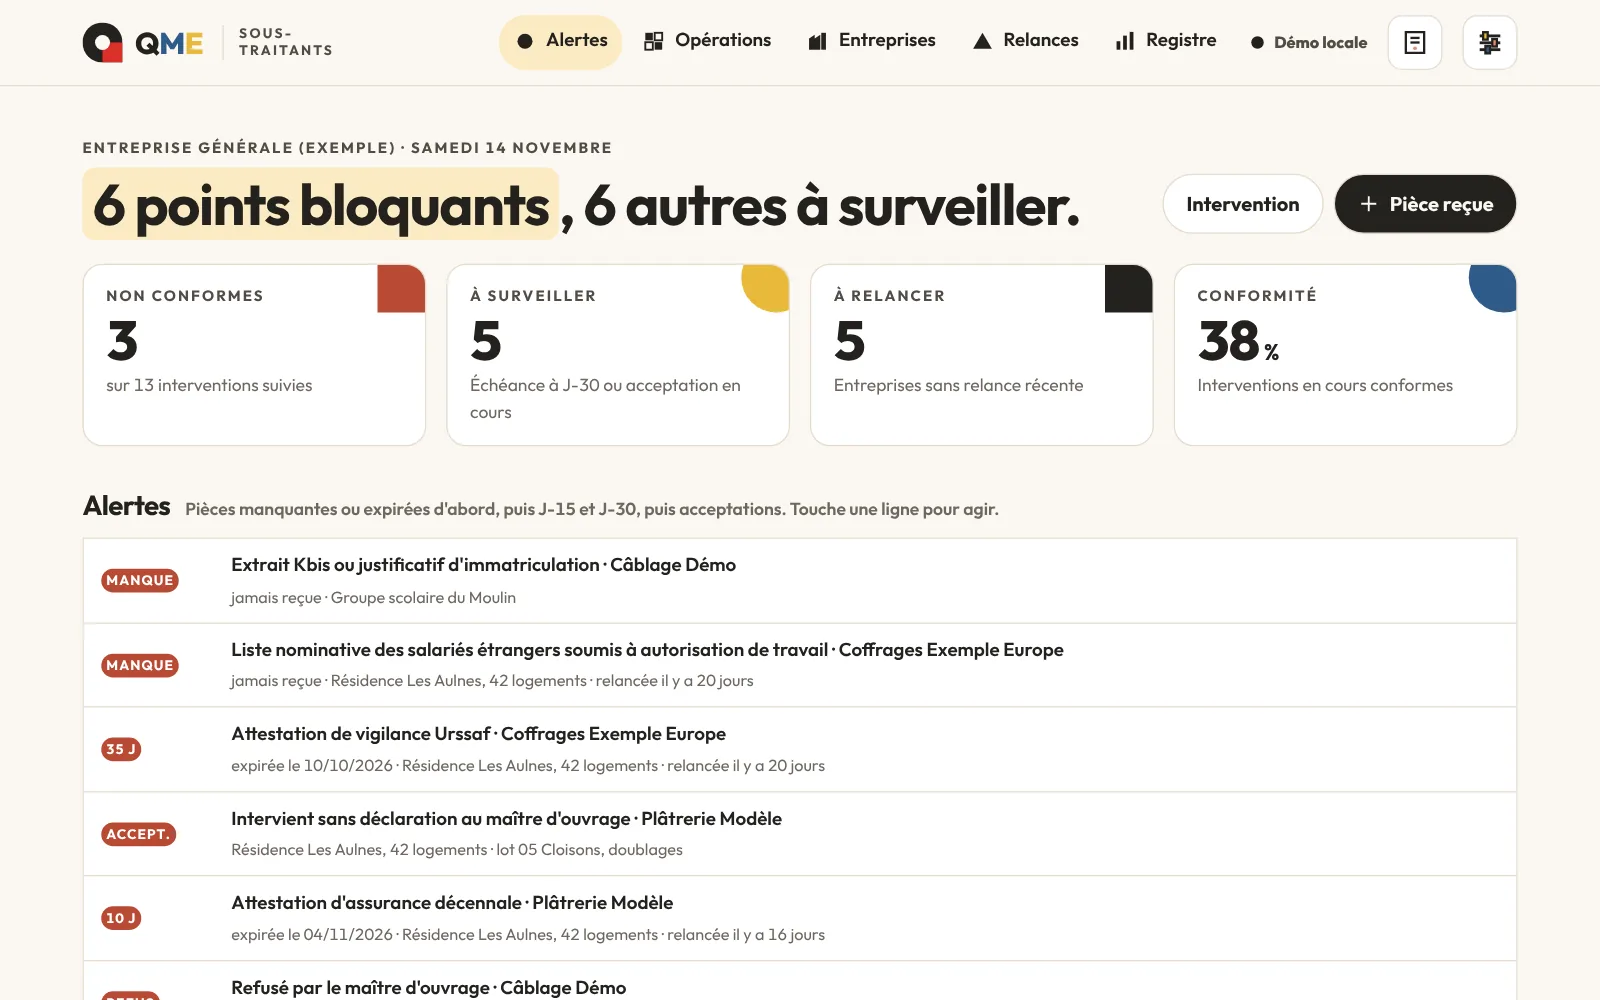 QME
SOUS-
TRAITANTS
Alertes
Opérations
Entreprises
Relances
Registre
Démo locale
ENTREPRISE GÉNÉRALE (EXEMPLE) · SAMEDI 14 NOVEMBRE
6 points bloquants, 6 autres à surveiller.
Intervention
+ Pièce reçue
NON CONFORMES
3
sur 13 interventions suivies
À SURVEILLER
5
Échéance à J-30 ou acceptation en
cours
À RELANCER
5
Entreprises sans relance récente
CONFORMITÉ
38 %
Interventions en cours conformes
Alertes
Pièces manquantes ou expirées d'abord, puis J-15 et J-30, puis acceptations. Touche une ligne pour agir.
MANQUE
Extrait Kbis ou justificatif d'immatriculation · Câblage Démo
jamais reçue · Groupe scolaire du Moulin
MANQUE
Liste nominative des salariés étrangers soumis à autorisation de travail · Coffrages Exemple Europe
jamais reçue · Résidence Les Aulnes, 42 logements · relancée il y a 20 jours
35 J
Attestation de vigilance Urssaf · Coffrages Exemple Europe
expirée le 10/10/2026 · Résidence Les Aulnes, 42 logements · relancée il y a 20 jours
ACCEPT.
Intervient sans déclaration au maître d'ouvrage · Plâtrerie Modèle
Résidence Les Aulnes, 42 logements · lot 05 Cloisons, doublages
10 J
Attestation d'assurance décennale · Plâtrerie Modèle
expirée le 04/11/2026 · Résidence Les Aulnes, 42 logements · relancée il y a 16 jours
Refusé par le maître d'ouvrage · Câblage Démo